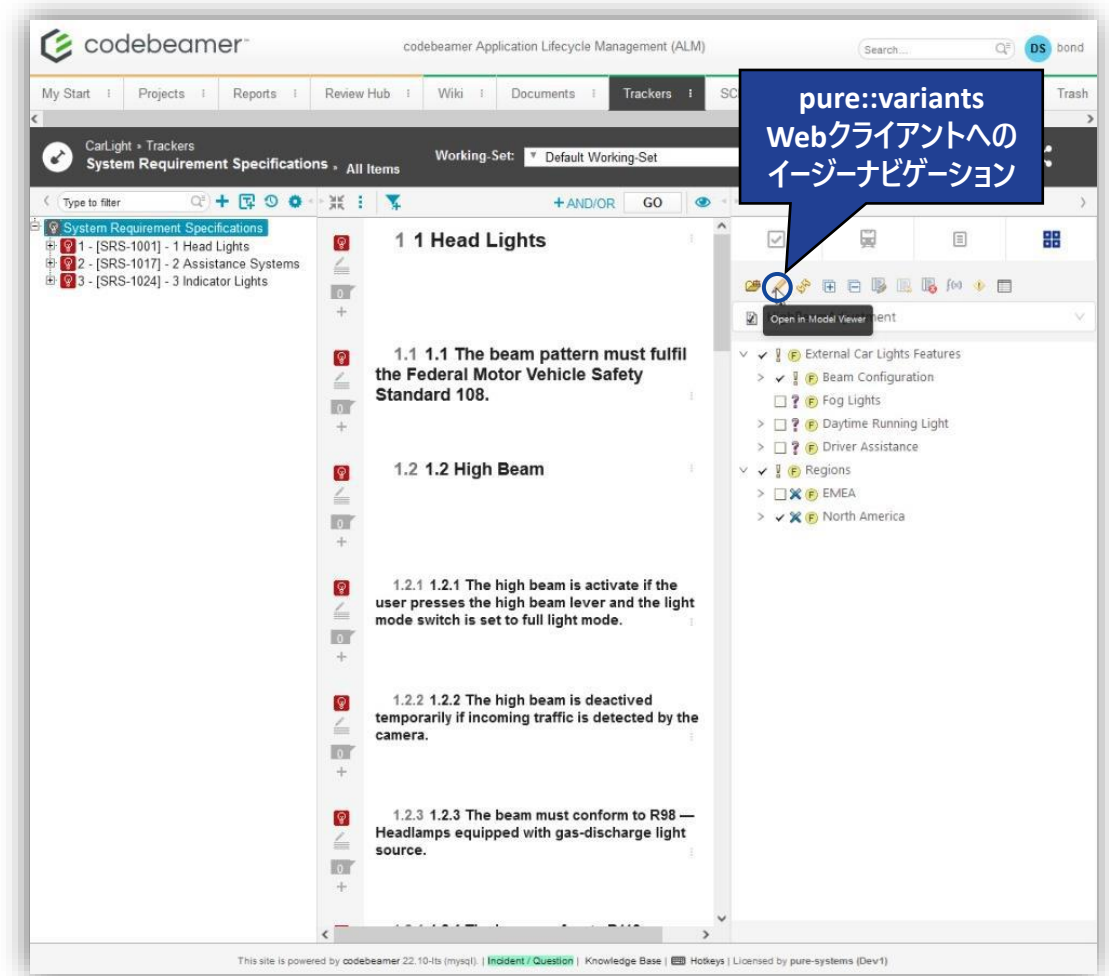 codebeamer
codebeamer Application Lifecycle Management (ALM)
Search...
DS bond
My Start
Projects
Reports
Review Hub
Wiki
Documents
Trackers
Trash
pure::variants
Webクライアントへの
イージーナビゲーション
CarLight » Trackers
System Requirement Specifications » All Items
Working-Set: Default Working-Set
Type to filter
+AND/OR GO
System Requirement Specifications
1 - [SRS-1001] - 1 Head Lights
2 - [SRS-1017] - 2 Assistance Systems
3 - [SRS-1024] - 3 Indicator Lights
1 1 Head Lights
0
1.1 1.1 The beam pattern must fulfil
the Federal Motor Vehicle Safety
Standard 108.
0
1.2 1.2 High Beam
0
1.2.1 1.2.1 The high beam is activate if the
user presses the high beam lever and the light
mode switch is set to full light mode.
0
1.2.2 1.2.2 The high beam is deactived
temporarily if incoming traffic is detected by the
camera.
0
1.2.3 1.2.3 The beam must conform to R98 —
Headlamps equipped with gas-discharge light
source.
0
Open in Model Viewer
F External Car Lights Features
F Beam Configuration
F Fog Lights
F Daytime Running Light
F Driver Assistance
F Regions
F EMEA
F North America
This site is powered by codebeamer 22.10-lts (mysql). | Incident / Question | Knowledge Base | Hotkeys | Licensed by pure-systems (Dev1)